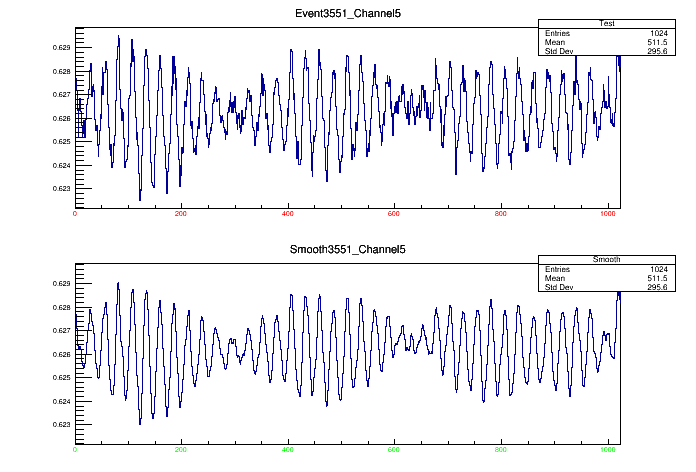 Event3551_Channel5
Test
Entries 1024
Mean 511.5
Std Dev 295.6
0.629
0.628
0.627
0.626
0.625
0.624
0.623
0 200 400 600 800 1000
Smooth3551_Channel5
Smooth
Entries 1024
Mean 511.5
Std Dev 295.6
0.629
0.628
0.627
0.626
0.625
0.624
0.623
0 200 400 600 800 1000